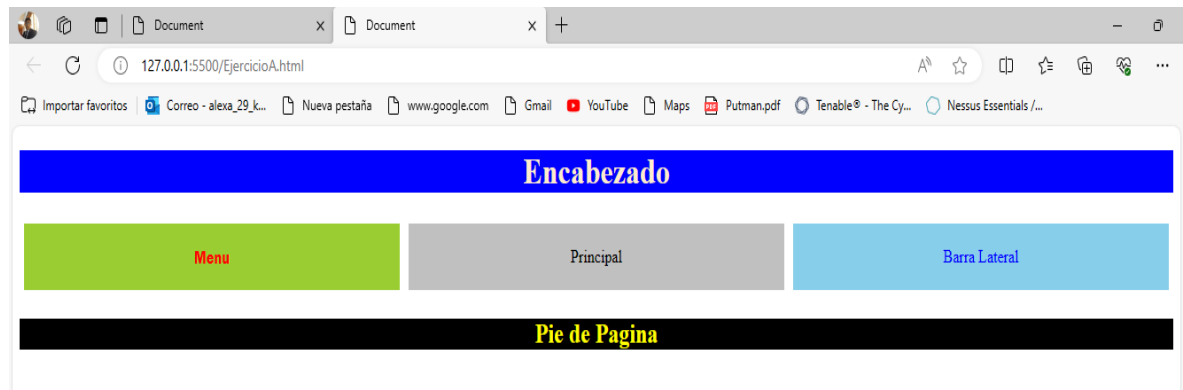 Document X Document X
127.0.0.1:5500/EjercicioA.html
Importar favoritos Correo - alexa_29_k... Nueva pestaña www.google.com Gmail YouTube Maps Putman.pdf Tenable® - The Cy... Nessus Essentials /...
Encabezado
Menu Principal Barra Lateral
Pie de Pagina